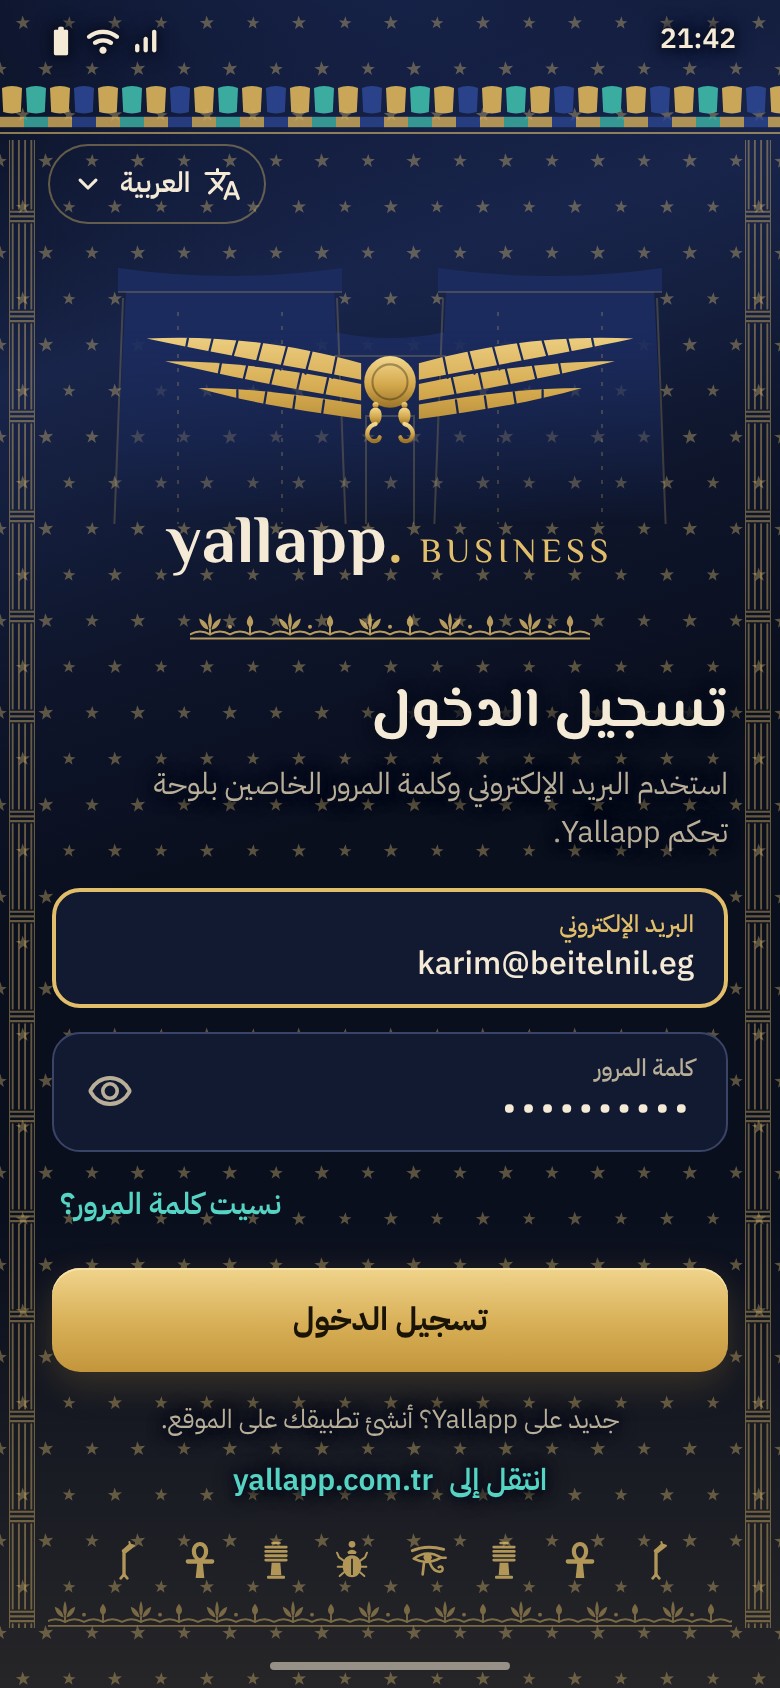 21:42
العربية
yallapp. BUSINESS
تسجيل الدخول
استخدم البريد الإلكتروني وكلمة المرور الخاصين بلوحة
تحكم Yallapp.
البريد الإلكتروني
karim@beitelnil.eg
كلمة المرور
••••••••••
نسيت كلمة المرور؟
تسجيل الدخول
جديد على Yallapp؟ أنشئ تطبيقك على الموقع.
انتقل إلى yallapp.com.tr